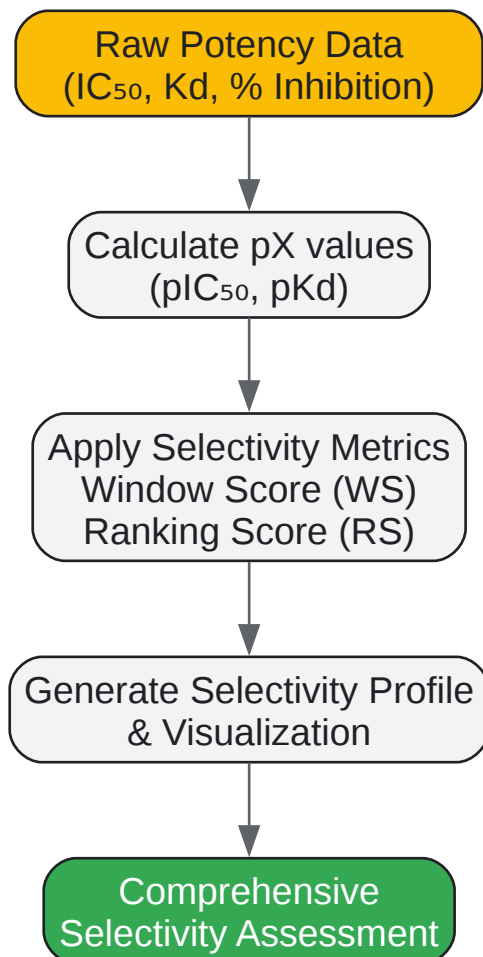 Raw Potency Data
(IC₅₀, Kd, % Inhibition)
Calculate pX values
(pIC₅₀, pKd)
Apply Selectivity Metrics
Window Score (WS)
Ranking Score (RS)
Generate Selectivity Profile
& Visualization
Comprehensive
Selectivity Assessment